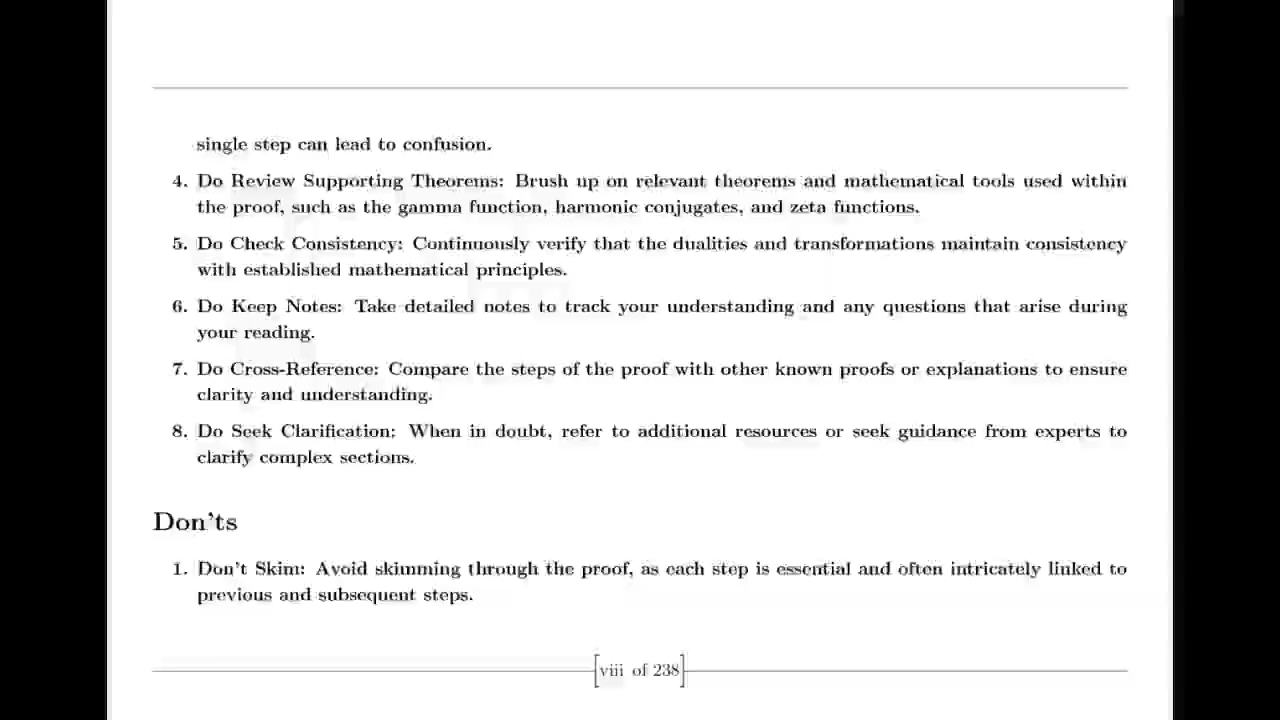 single step can lead to confusion.
4. Do Review Supporting Theorems: Brush up on relevant theorems and mathematical tools used within
the proof, such as the gamma function, harmonic conjugates, and zeta functions.
5. Do Check Consistency: Continuously verify that the dualities and transformations maintain consistency
with established mathematical principles.
6. Do Keep Notes: Take detailed notes to track your understanding and any questions that arise during
your reading.
7. Do Cross-Reference: Compare the steps of the proof with other known proofs or explanations to ensure
clarity and understanding.
8. Do Seek Clarification: When in doubt, refer to additional resources or seek guidance from experts to
clarify complex sections.
Don'ts
1. Don't Skim: Avoid skimming through the proof, as each step is essential and often intricately linked to
previous and subsequent steps.
[viii of 238]